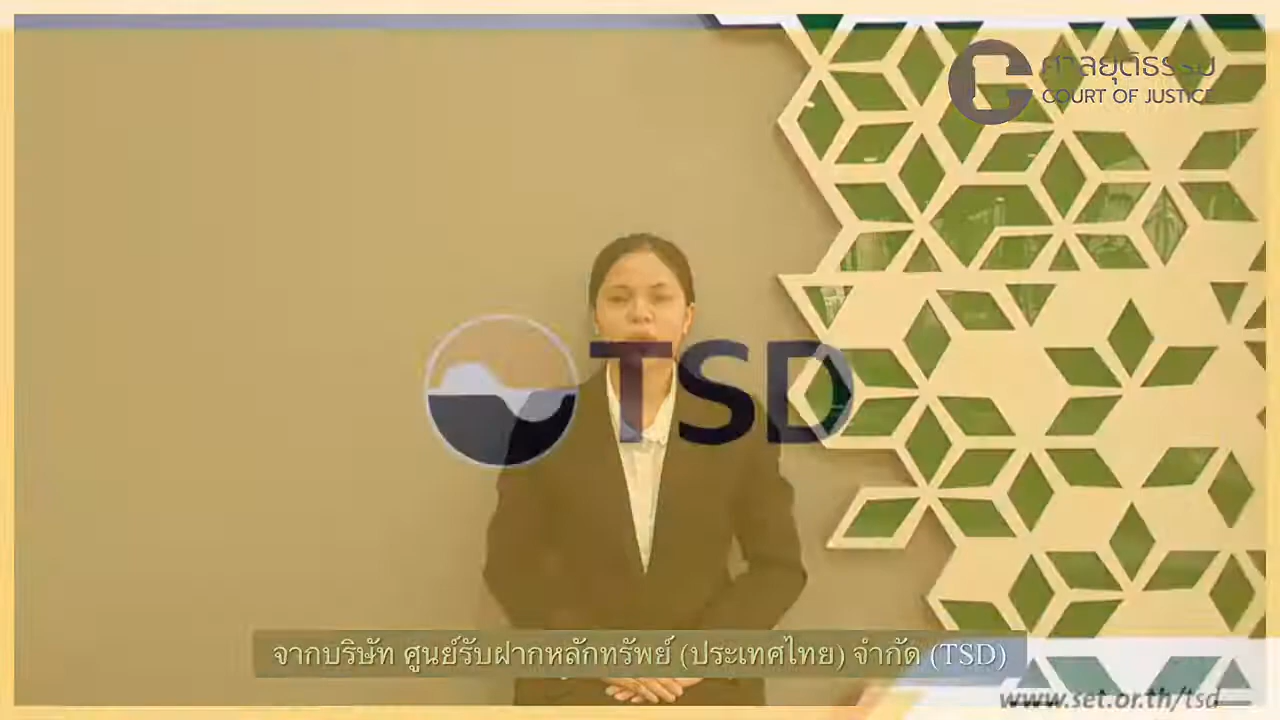 ศาลยุติธรรม
COURT OF JUSTICE
TSD
จากบริษัท ศูนย์รับฝากหลักทรัพย์ (ประเทศไทย) จำกัด (TSD)
www.set.or.th/tsd